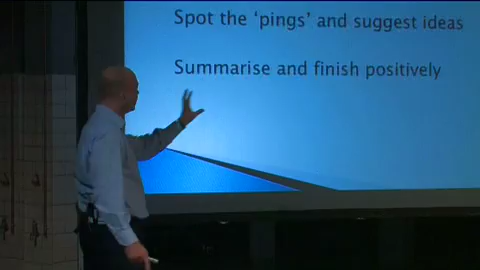 Spot the ‘pings’ and suggest ideas
Summarise and finish positively